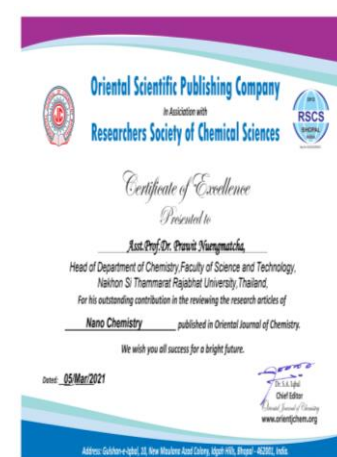 Oriental Scientific Publishing Company
In Assiciation with
Researchers Society of Chemical Sciences
RSCS
BHOPAL
Certificate of Excellence
Presented to
Asst.Prof.Dr. Prawit Nuengmatcha,
Head of Department of Chemistry,Faculty of Science and Technology,
Nakhon Si Thammarat Rajabhat University,Thailand,
For his outstanding contribution in the reviewing the research articles of
Nano Chemistry published in Oriental Journal of Chemistry.
We wish you all success for a bright future.
Dated: 05/Mar/2021
Dr. S.A. Iqbal
Chief Editor
Oriental Journal of Chemistry
www.orientjchem.org
Address: Gulshan-e-Iqbal, 10, New Maulana Azad Colony, Idgah Hills, Bhopal - 462001, India.